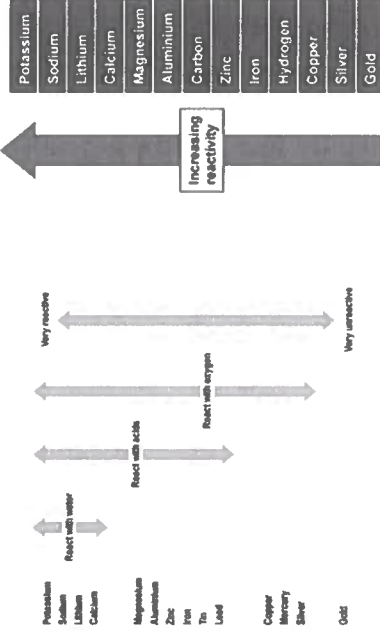 Potassium
Sodium
Lithium
Calcium
Magnesium
Aluminium
Zinc
Iron
Tin
Lead
Copper
Mercury
Silver
Gold
React with water
React with acids
React with oxygen
Very reactive
Very unreactive
Increasing
reactivity
Potassium
Sodium
Lithium
Calcium
Magnesium
Aluminium
Carbon
Zinc
Iron
Hydrogen
Copper
Silver
Gold